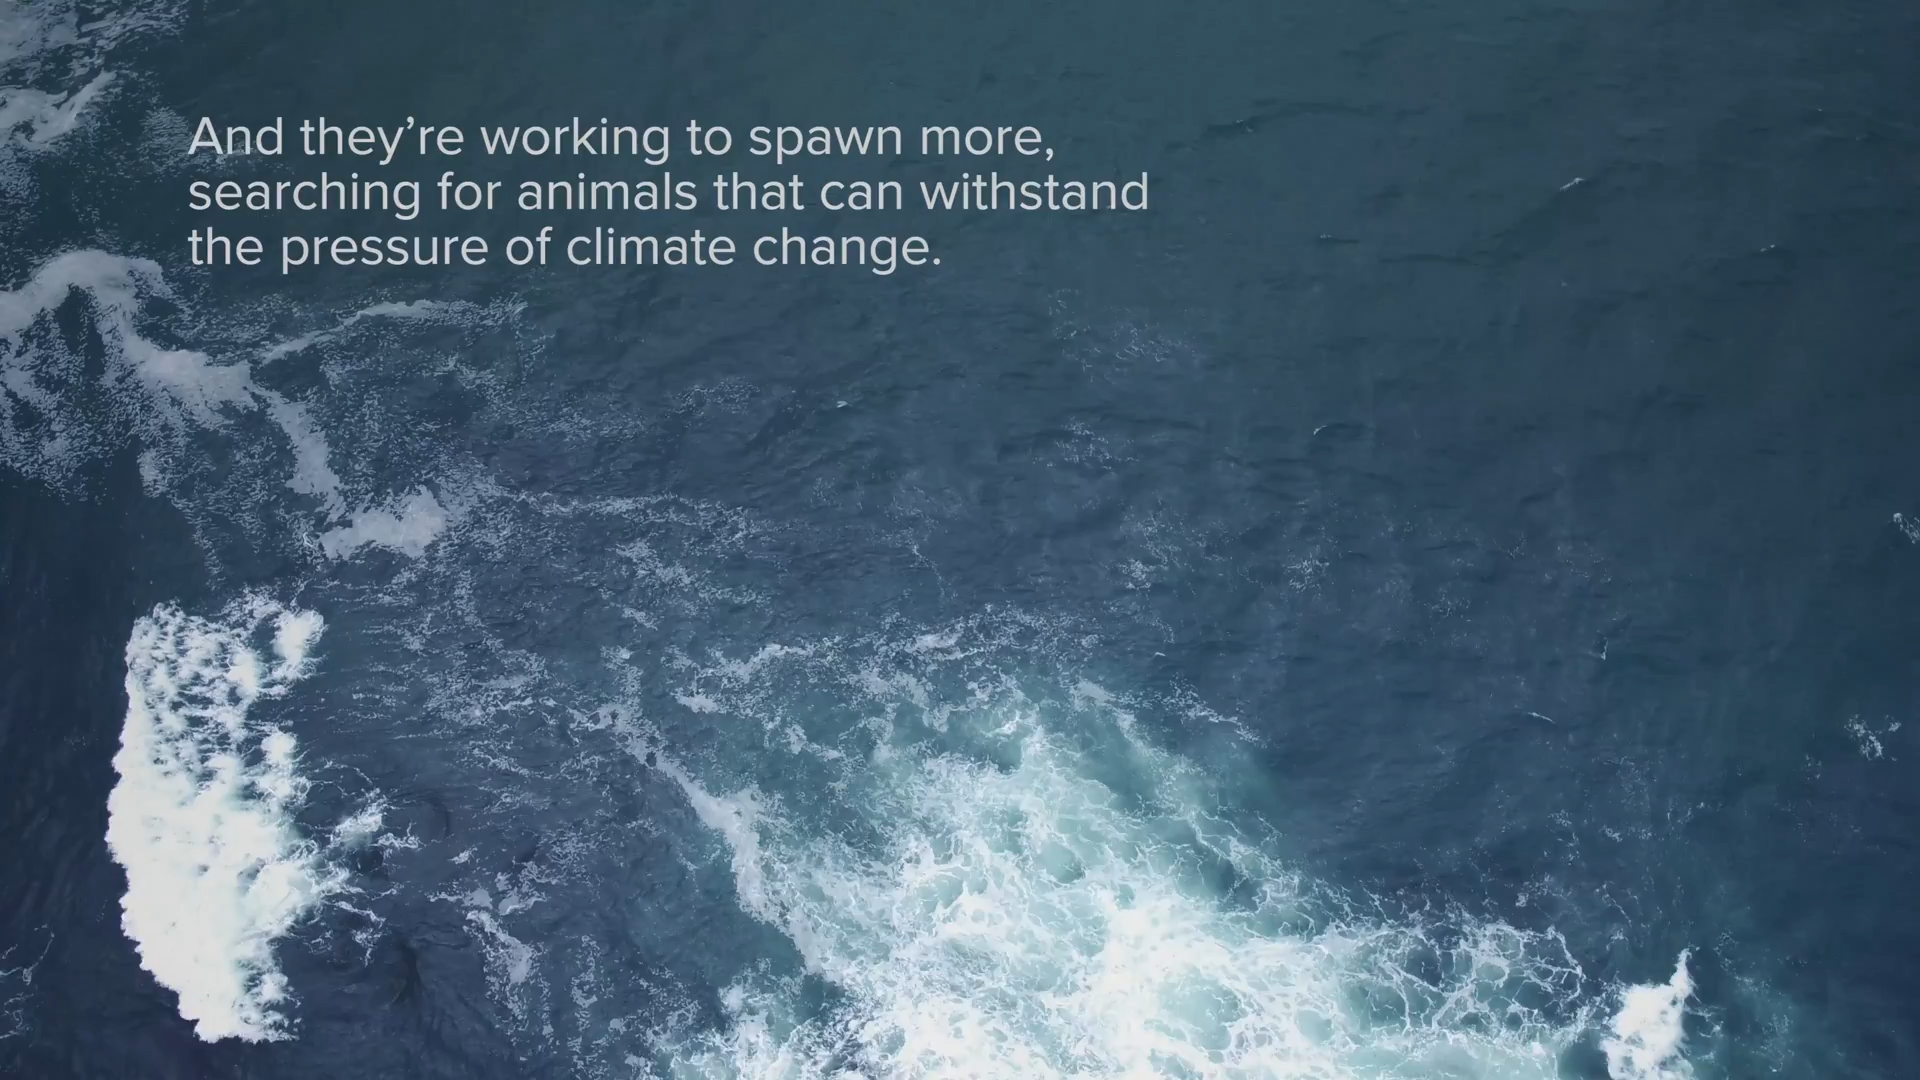 And they’re working to spawn more,
searching for animals that can withstand
the pressure of climate change.